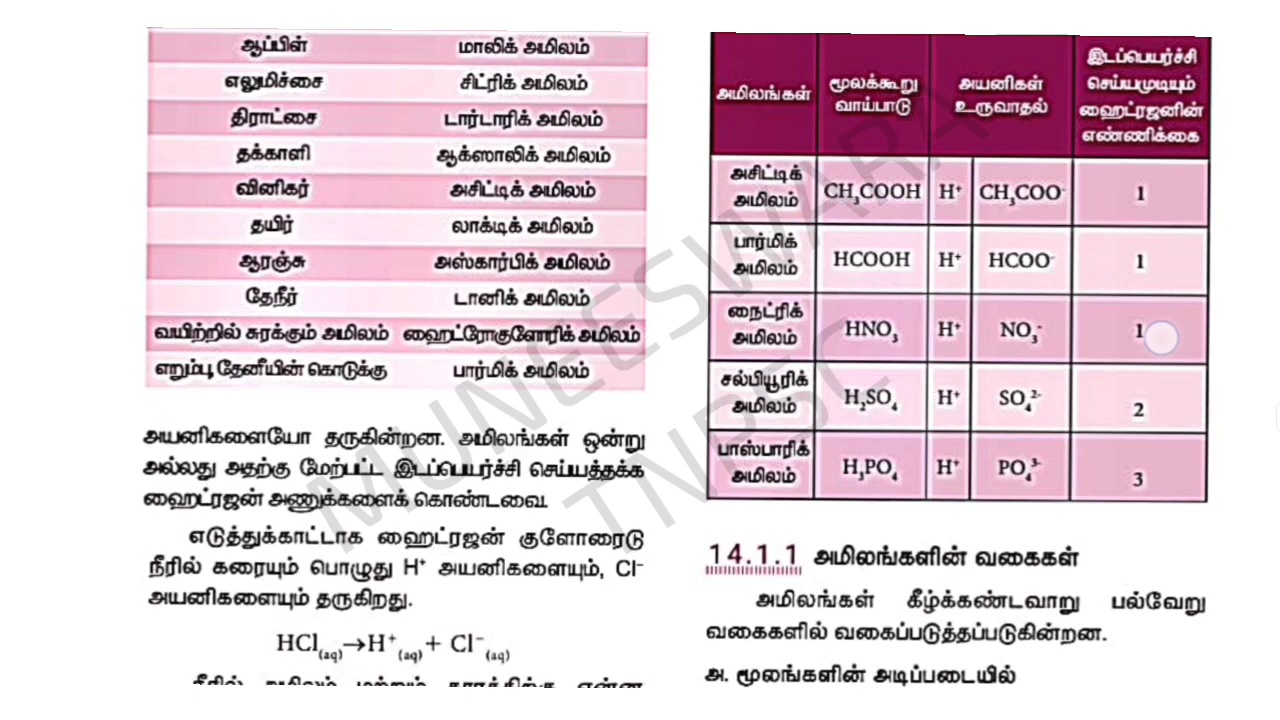 ஆப்பிள் மாலிக் அமிலம்
எலுமிச்சை சிட்ரிக் அமிலம்
திராட்சை டார்டாரிக் அமிலம்
தக்காளி ஆக்ஸாலிக் அமிலம்
வினிகர் அசிட்டிக் அமிலம்
தயிர் லாக்டிக் அமிலம்
ஆரஞ்சு அஸ்கார்பிக் அமிலம்
தேநீர் டானிக் அமிலம்
வயிற்றில் சுரக்கும் அமிலம் ஹைட்ரோகுளோரிக் அமிலம்
எறும்பு, தேனீயின் கொடுக்கு பார்மிக் அமிலம்
அயனிகளையோ தருகின்றன. அமிலங்கள் ஒன்று
அல்லது அதற்கு மேற்பட்ட இடப்பெயர்ச்சி செய்யத்தக்க
ஹைட்ரஜன் அணுக்களைக் கொண்டவை.
எடுத்துக்காட்டாக ஹைட்ரஜன் குளோரைடு
நீரில் கரையும் பொழுது H⁺ அயனிகளையும், Cl⁻
அயனிகளையும் தருகிறது.
HCl(aq)→H⁺(aq) + Cl⁻(aq)
நீரில் அமிலம் மற்றும் காரத்திற்கு என்ன
அமிலங்கள்
மூலக்கூறு
வாய்பாடு
அயனிகள்
உருவாதல்
இடப்பெயர்ச்சி
செய்யமுடியும்
ஹைட்ரஜனின்
எண்ணிக்கை
அசிட்டிக்
அமிலம்
CH₃COOH H⁺ CH₃COO⁻ 1
பார்மிக்
அமிலம்
HCOOH H⁺ HCOO⁻ 1
நைட்ரிக்
அமிலம்
HNO₃ H⁺ NO₃⁻ 1
சல்பியூரிக்
அமிலம்
H₂SO₄ H⁺ SO₄²⁻ 2
பாஸ்பாரிக்
அமிலம்
H₃PO₄ H⁺ PO₄³⁻ 3
14.1.1 அமிலங்களின் வகைகள்
அமிலங்கள் கீழ்க்கண்டவாறு பல்வேறு
வகைகளில் வகைப்படுத்தப்படுகின்றன.
அ. மூலங்களின் அடிப்படையில்
MUNEESWARA
TNPSC